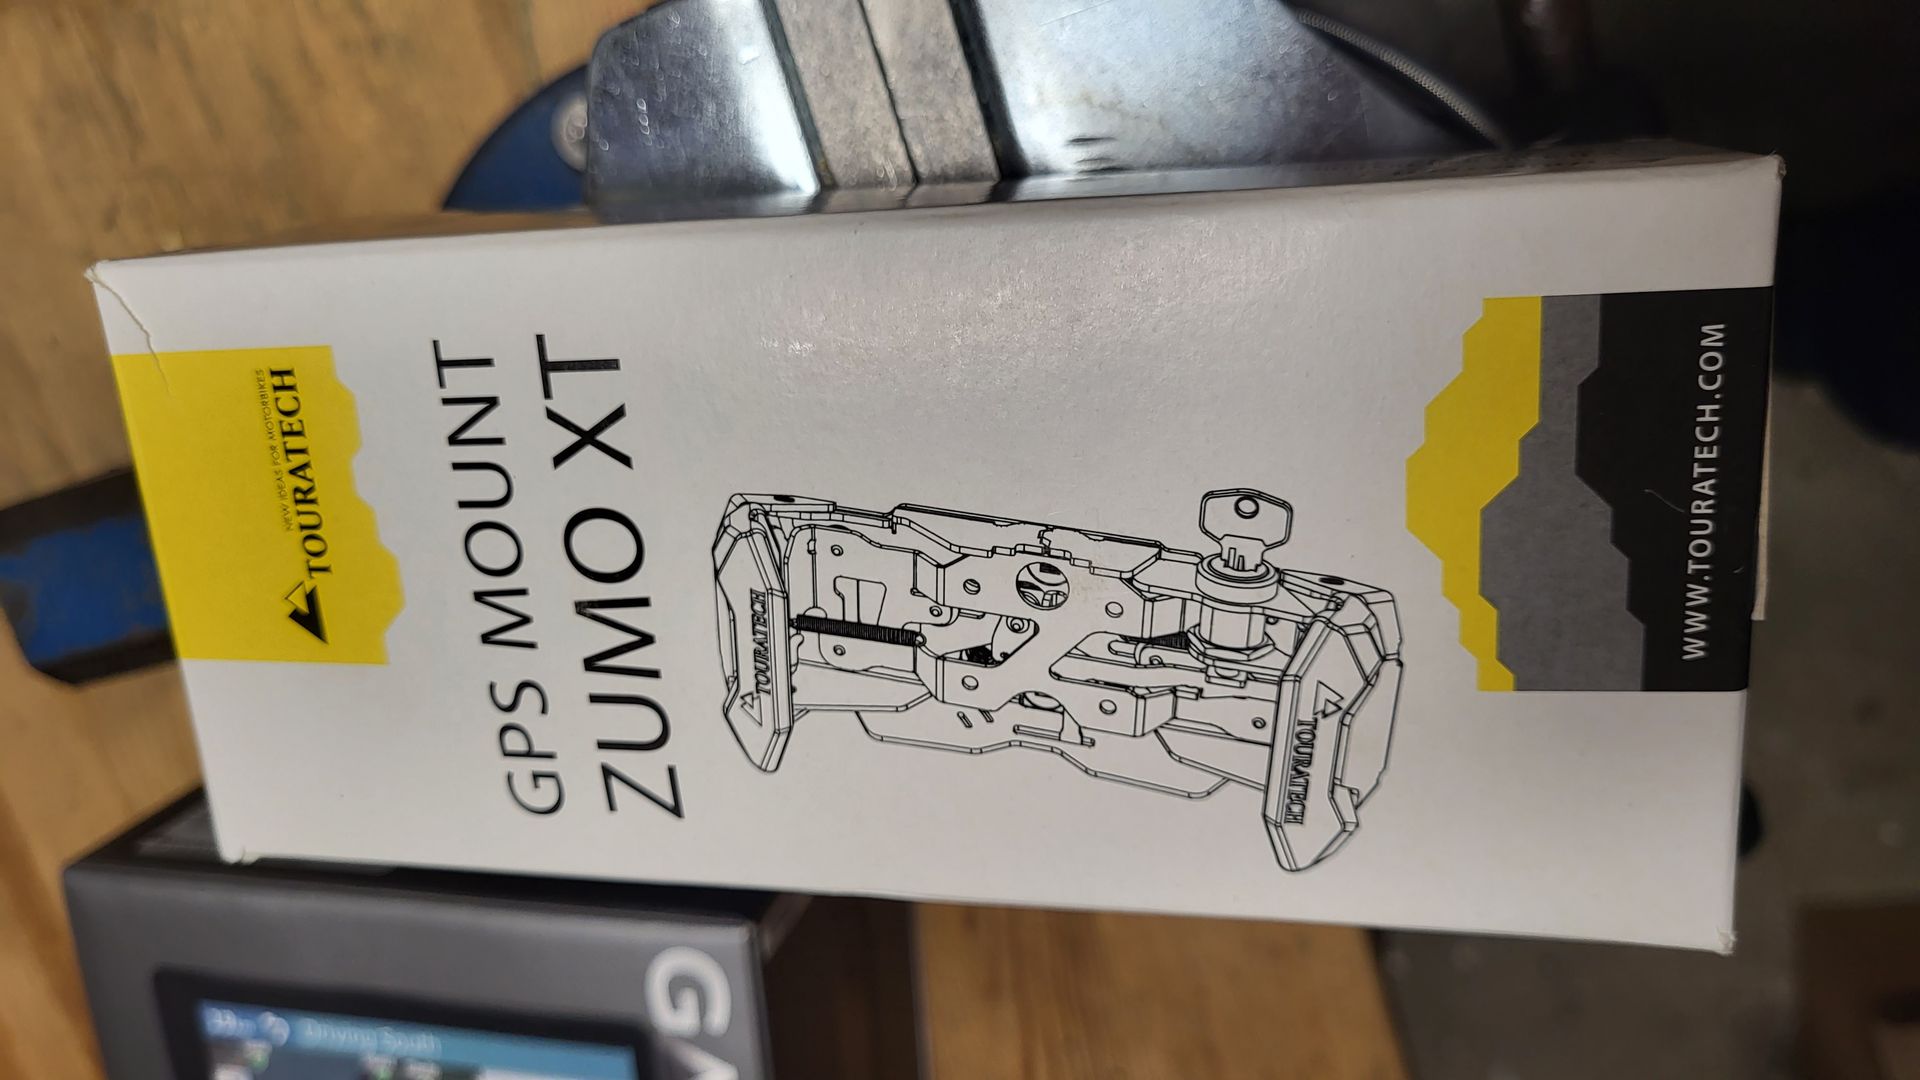 NEW IDEAS FOR MOTORBIKES
TOURATECH
GPS MOUNT
ZUMO XT
TOURATECH
TOURATECH
WWW.TOURATECH.COM
Driving South